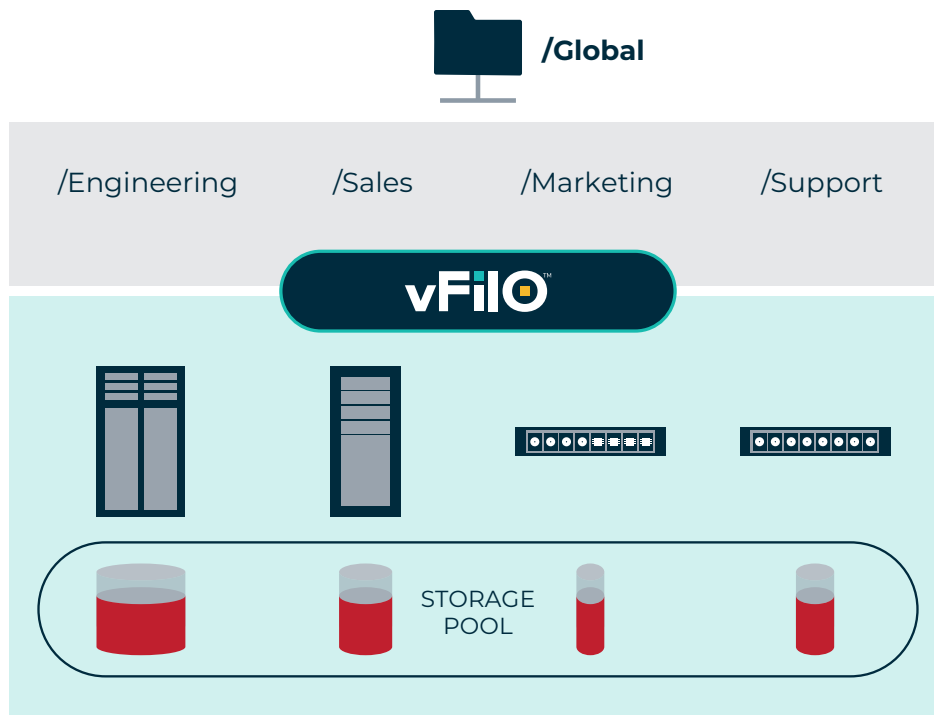 /Global
/Engineering /Sales /Marketing /Support
vFilO™
STORAGE
POOL